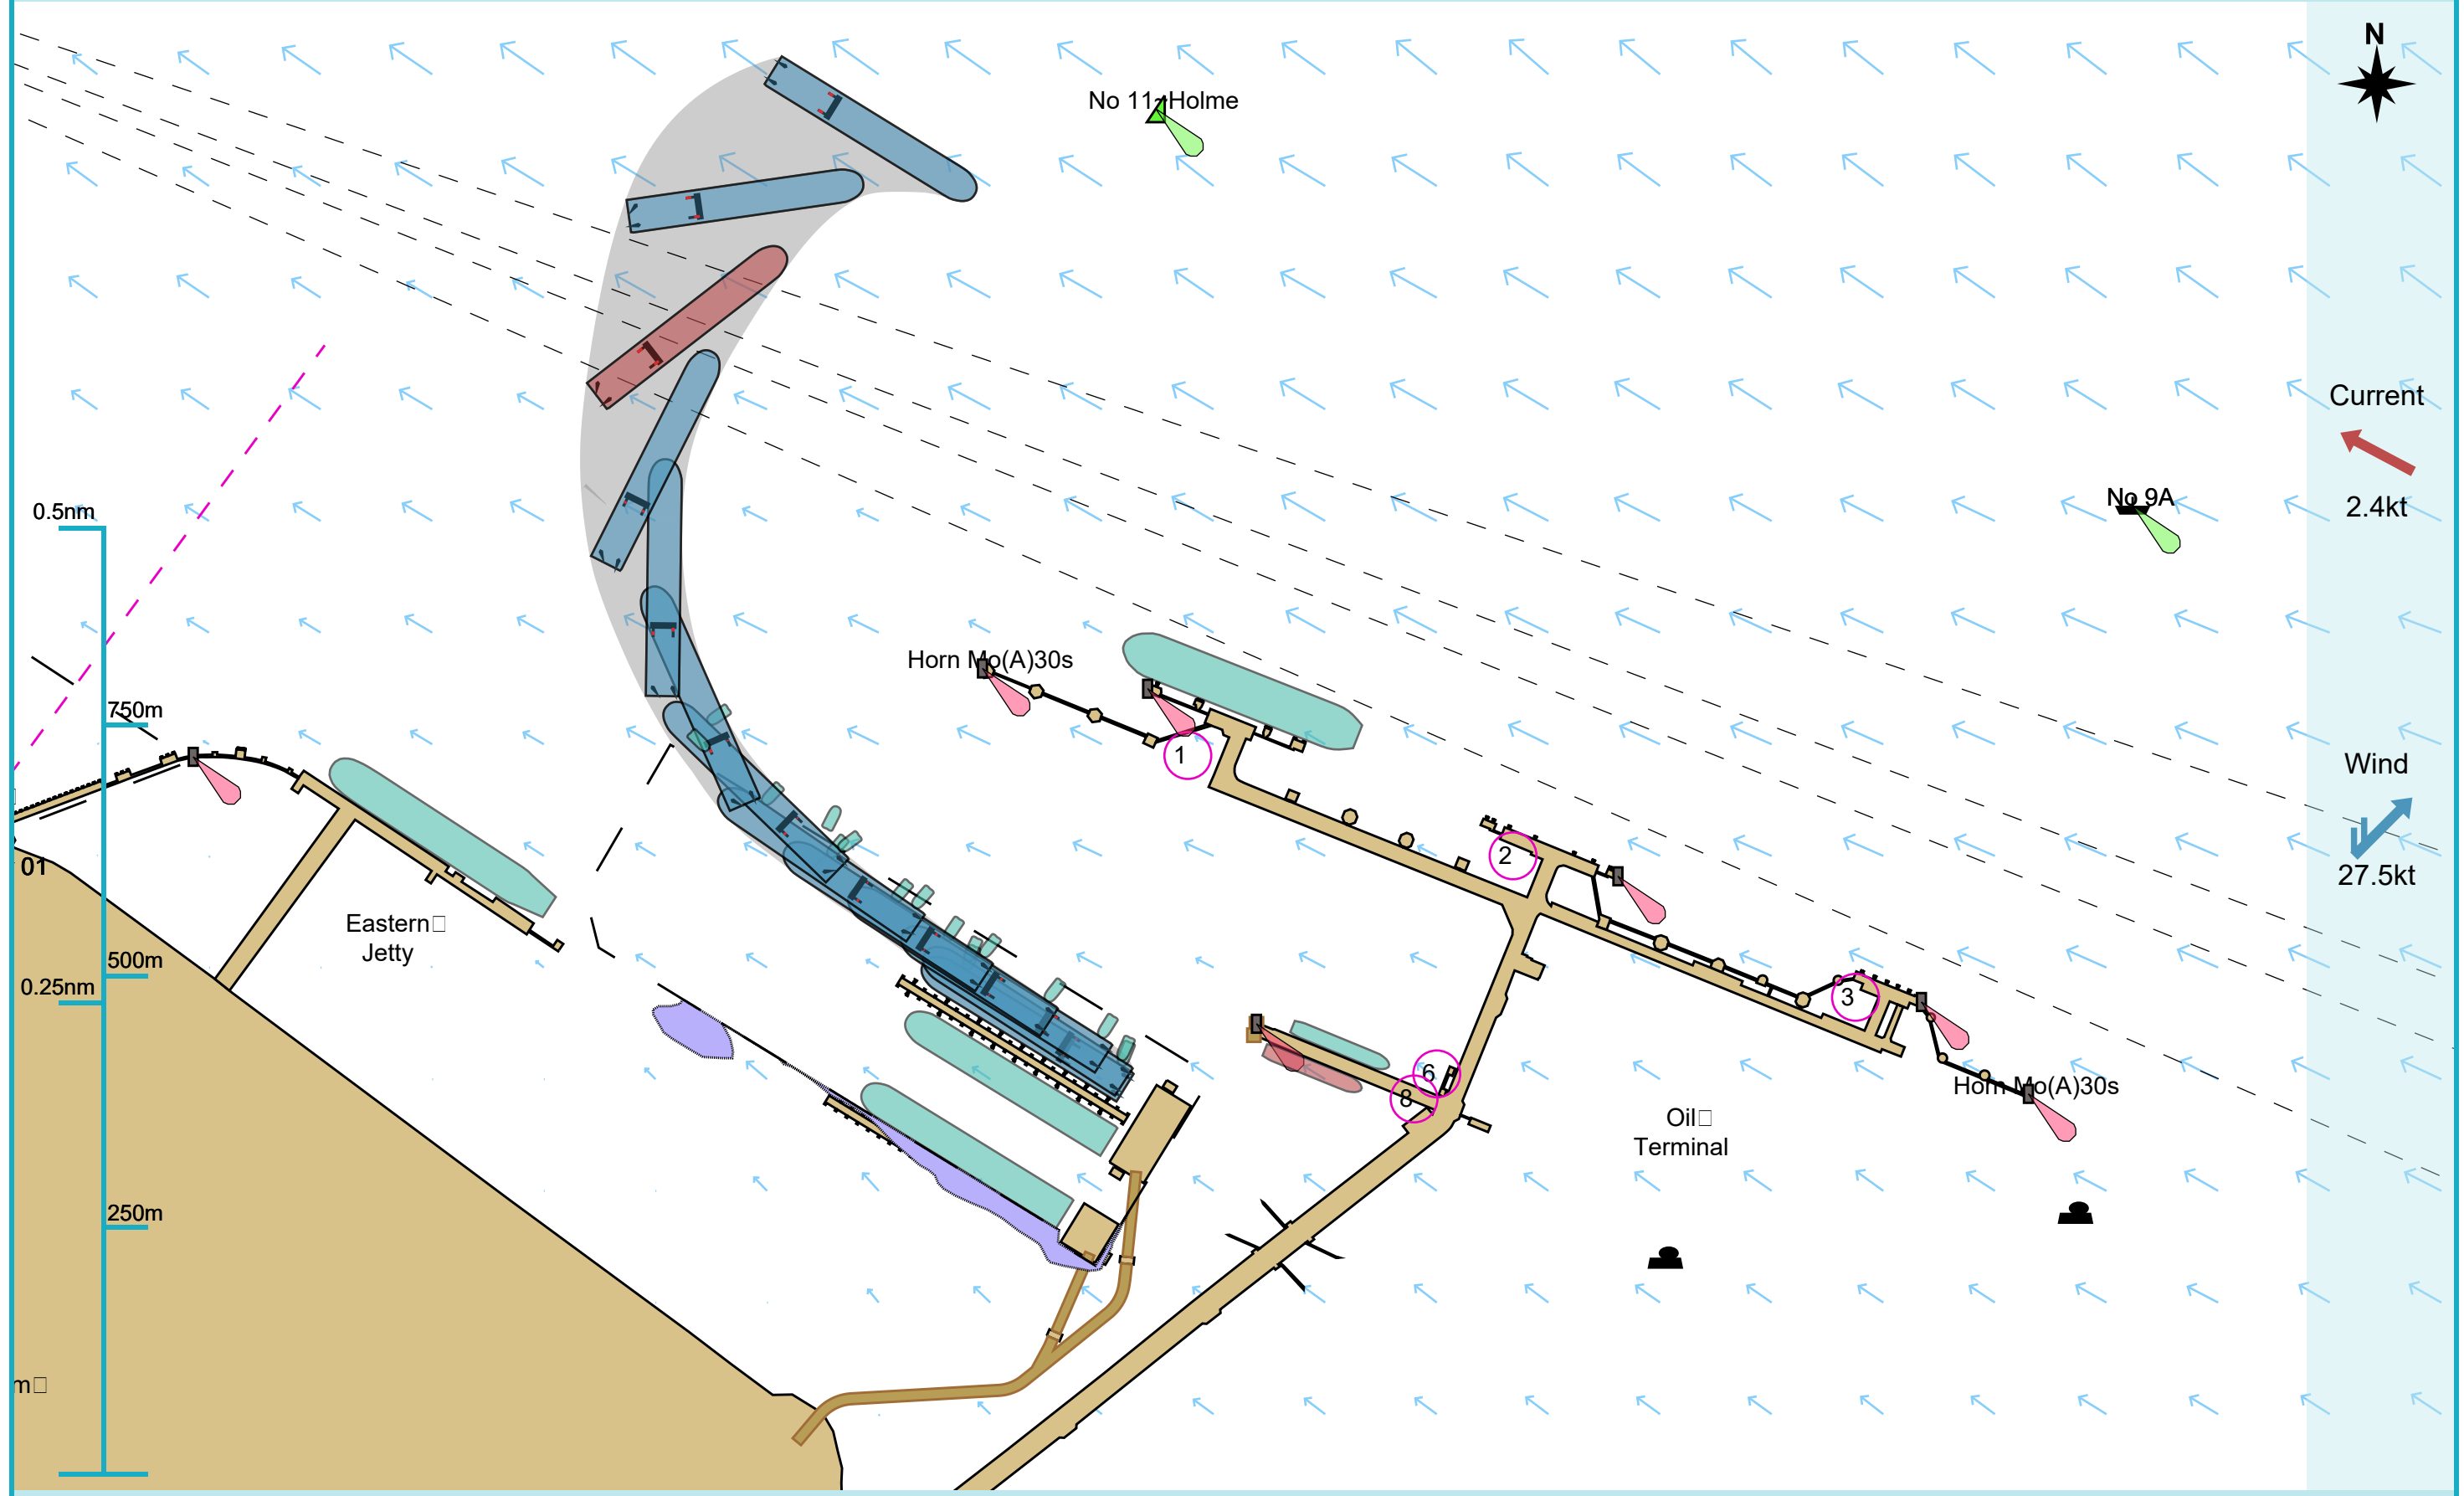 N
No 11a Holme
Current
2.4kt
No 9A
0.5nm
Horn Mo(A)30s
750m
1
Wind
27.5kt
2
01
Eastern
Jetty
500m
0.25nm
3
6
8
Horn Mo(A)30s
Oil
Terminal
250m
m